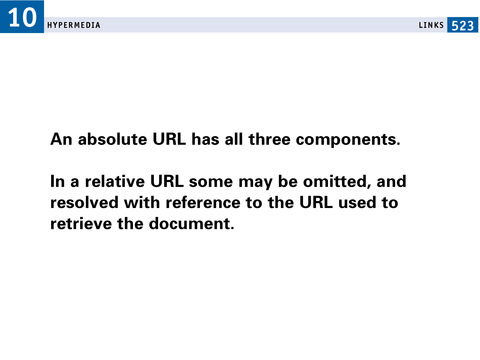 10
HYPERMEDIA
LINKS 523
An absolute URL has all three components.
In a relative URL some may be omitted, and
resolved with reference to the URL used to
retrieve the document.